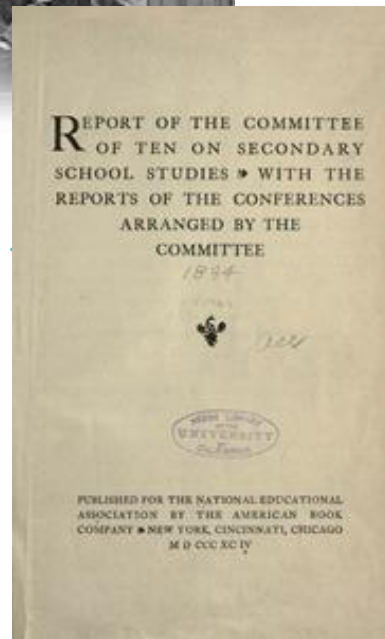 REPORT OF THE COMMITTEE
OF TEN ON SECONDARY
SCHOOL STUDIES ❧ WITH THE
REPORTS OF THE CONFERENCES
ARRANGED BY THE
COMMITTEE
1894
UNIVERSITY
PUBLISHED FOR THE NATIONAL EDUCATIONAL
ASSOCIATION BY THE AMERICAN BOOK
COMPANY ❧ NEW YORK, CINCINNATI, CHICAGO
M D CCC XC IV